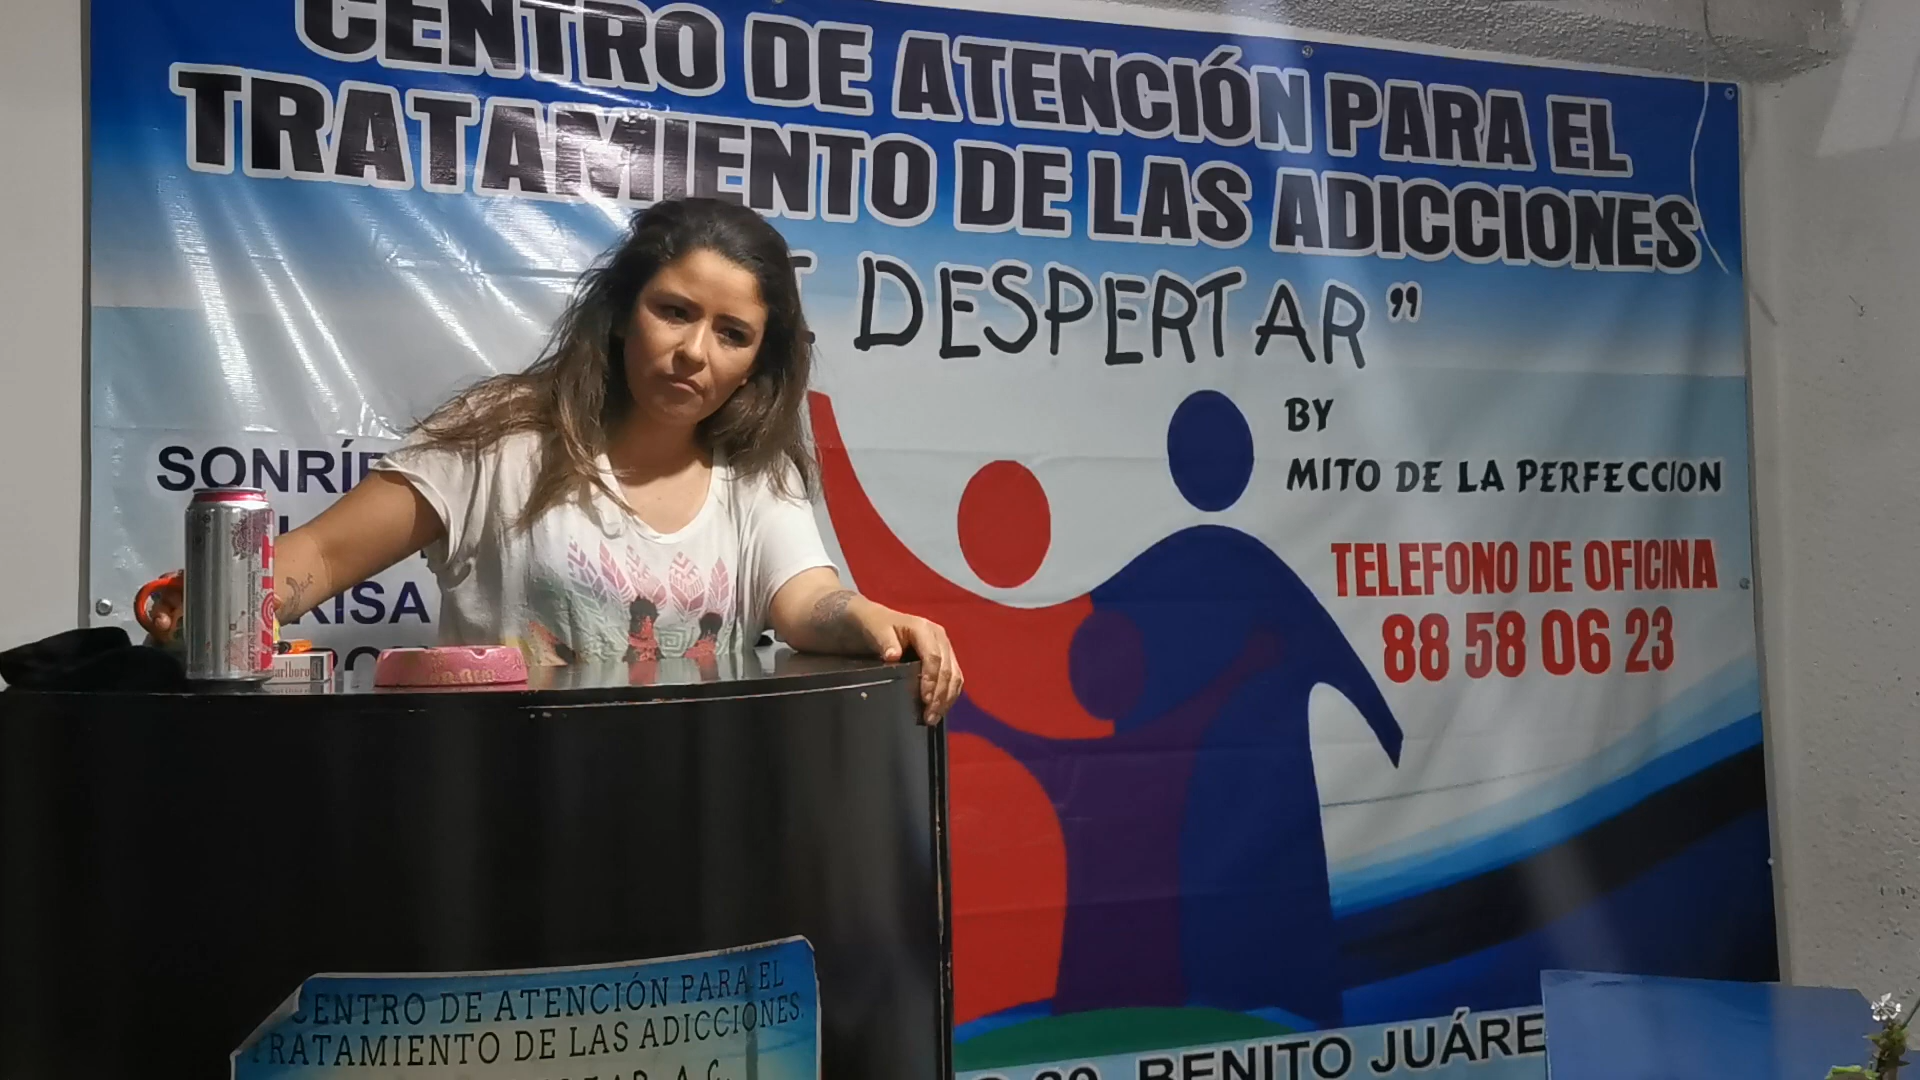 CENTRO DE ATENCIÓN PARA EL
TRATAMIENTO DE LAS ADICCIONES
DESPERTAR”
BY
MITO DE LA PERFECCION
TELEFONO DE OFICINA
88 58 06 23
Marlboro
CENTRO DE ATENCIÓN PARA EL
TRATAMIENTO DE LAS ADICCIONES.
A.C.
BENITO JUÁRE